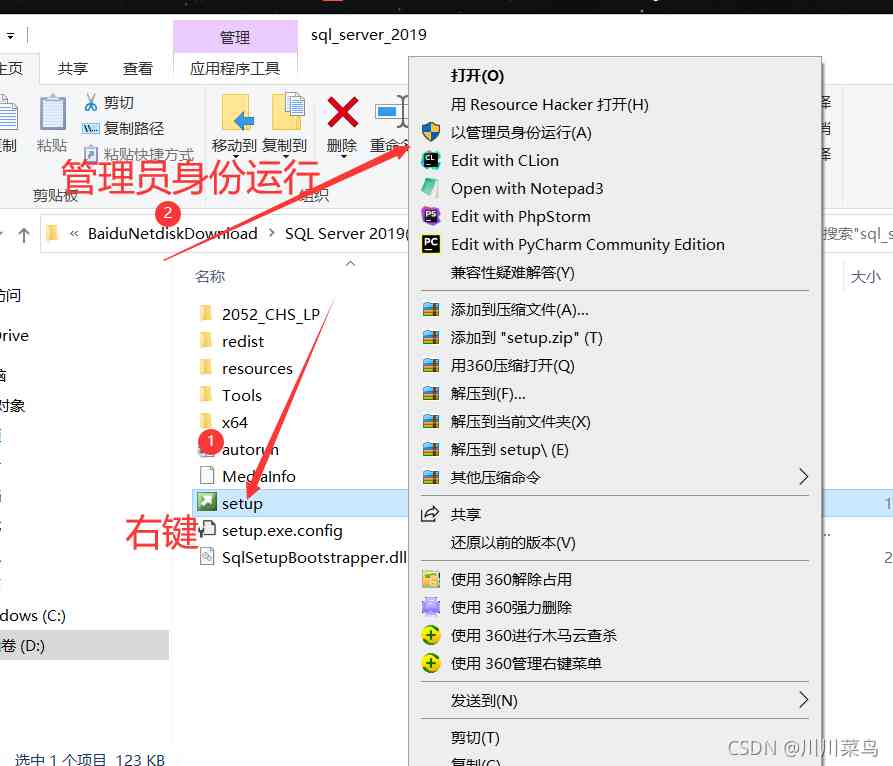 管理
sql_server_2019
主页
共享
查看
应用程序工具
剪切
复制路径
粘贴快捷方式
粘贴
移动到
复制到
删除
剪贴板
组织
管理员身份运行
2
« BaiduNetdiskDownload > SQL Server 2019(
搜索"sql_s
名称
大小
2052_CHS_LP
redist
resources
Tools
x64
1
autorun
MediaInfo
setup
右键
setup.exe.config
SqlSetupBootstrapper.dll
dows (C:)
卷 (D:)
选中 1 个项目 123 KB
打开(O)
用 Resource Hacker 打开(H)
以管理员身份运行(A)
Edit with CLion
Open with Notepad3
Edit with PhpStorm
Edit with PyCharm Community Edition
兼容性疑难解答(Y)
添加到压缩文件(A)...
添加到 "setup.zip" (T)
用360压缩打开(Q)
解压到(F)...
解压到当前文件夹(X)
解压到 setup\ (E)
其他压缩命令
共享
还原以前的版本(V)
使用 360解除占用
使用 360强力删除
使用 360进行木马云查杀
使用 360管理右键菜单
发送到(N)
剪切(T)
复制(C)
CSDN @川川菜鸟